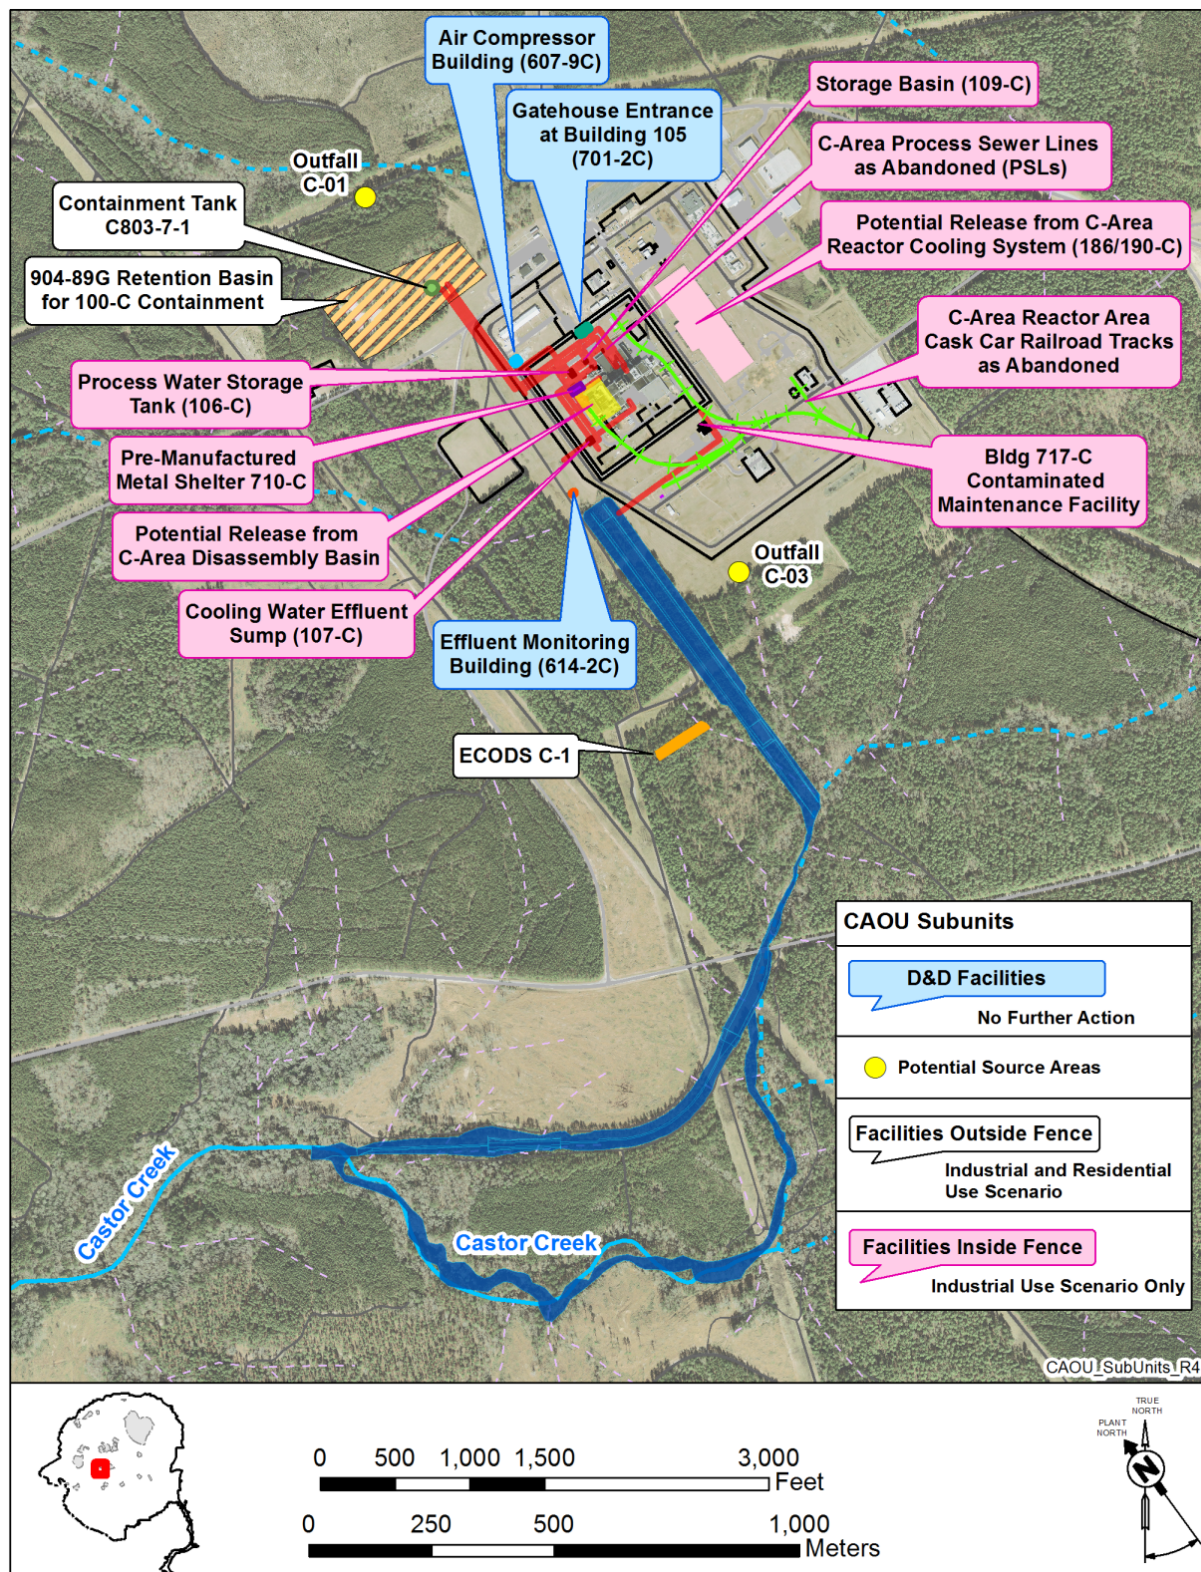 Air Compressor
Building (607-9C)
Storage Basin (109-C)
Gatehouse Entrance
at Building 105
(701-2C)
C-Area Process Sewer Lines
as Abandoned (PSLs)
Outfall
C-01
Containment Tank
C803-7-1
Potential Release from C-Area
Reactor Cooling System (186/190-C)
904-89G Retention Basin
for 100-C Containment
C-Area Reactor Area
Cask Car Railroad Tracks
as Abandoned
Process Water Storage
Tank (106-C)
Pre-Manufactured
Metal Shelter 710-C
Bldg 717-C
Contaminated
Maintenance Facility
Potential Release from
C-Area Disassembly Basin
Outfall
C-03
Cooling Water Effluent
Sump (107-C)
Effluent Monitoring
Building (614-2C)
ECODS C-1
CAOU Subunits
D&D Facilities
No Further Action
Potential Source Areas
Facilities Outside Fence
Industrial and Residential
Use Scenario
Facilities Inside Fence
Industrial Use Scenario Only
Castor Creek
Castor Creek
CAOU_SubUnits_R4
TRUE
NORTH
PLANT
NORTH
N
0 500 1,000 1,500 3,000
Feet
0 250 500 1,000
Meters